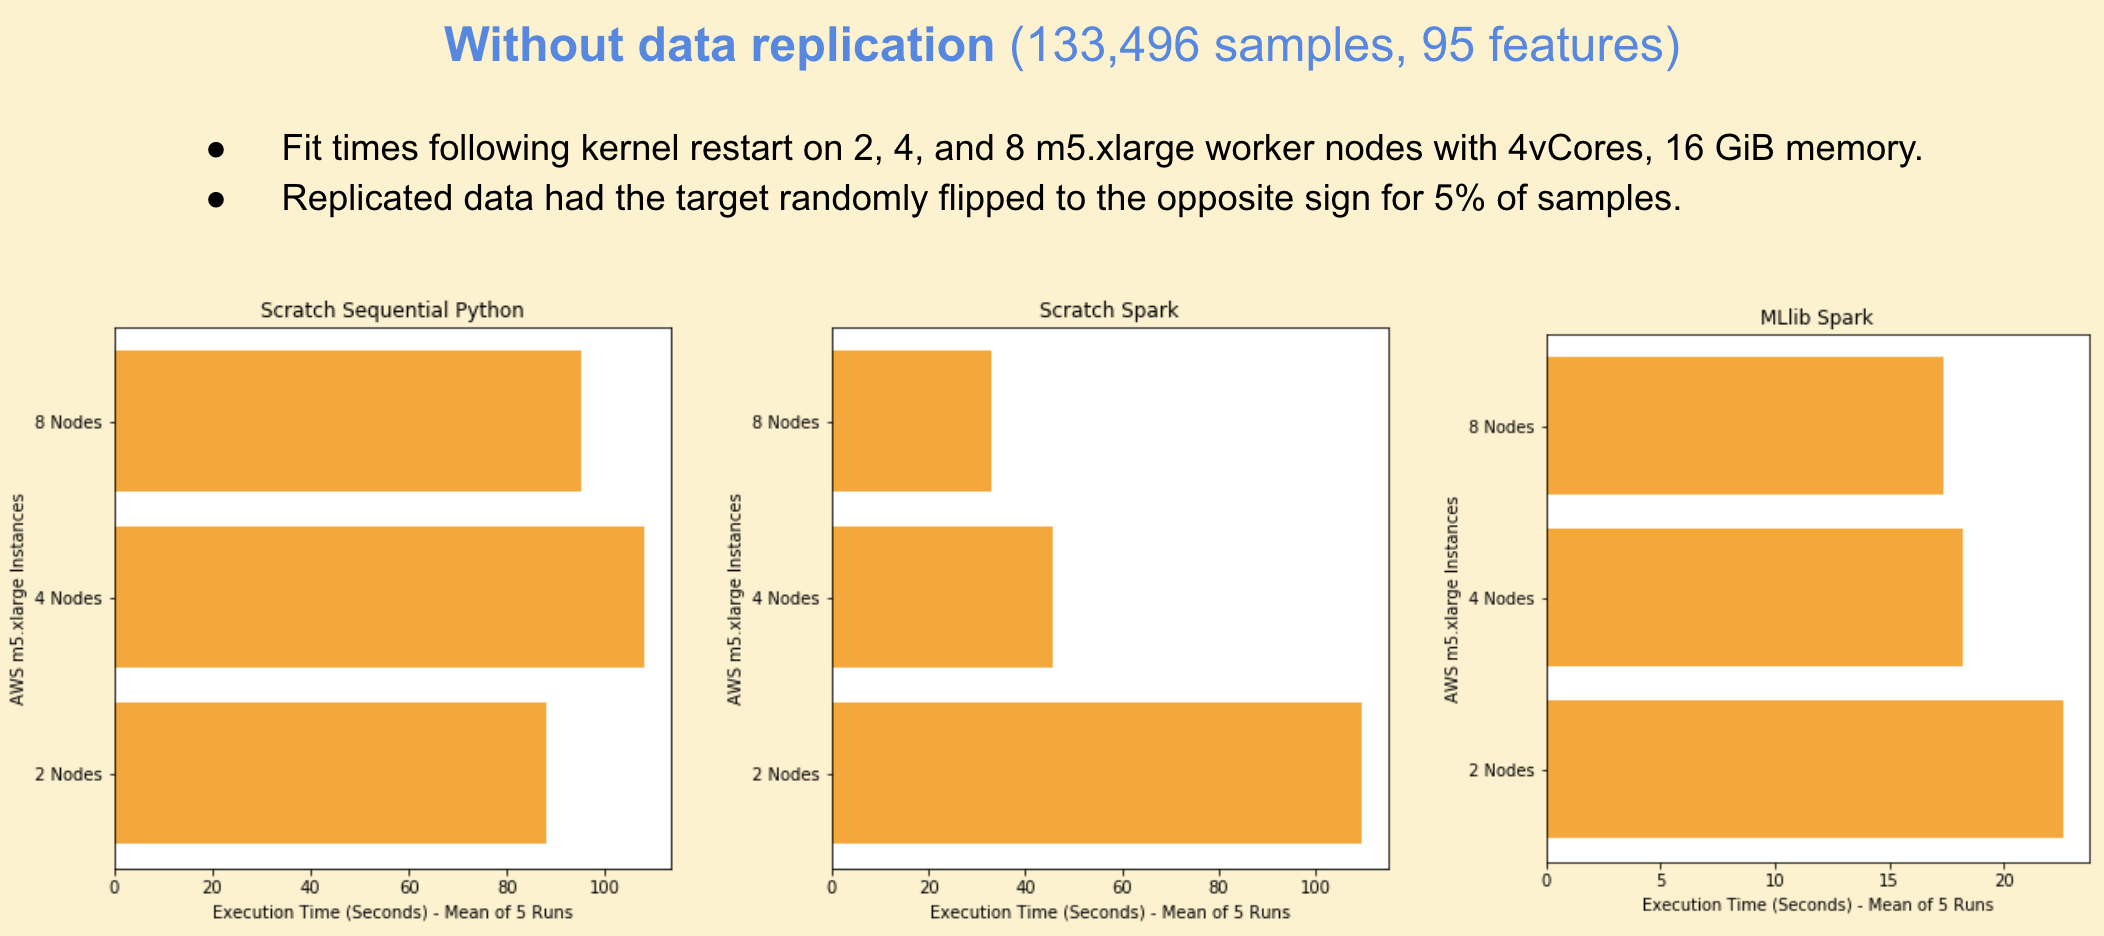 Without data replication (133,496 samples, 95 features)
● Fit times following kernel restart on 2, 4, and 8 m5.xlarge worker nodes with 4vCores, 16 GiB memory.
● Replicated data had the target randomly flipped to the opposite sign for 5% of samples.
Scratch Sequential Python
AWS m5.xlarge Instances
8 Nodes
4 Nodes
2 Nodes
0 20 40 60 80 100
Execution Time (Seconds) - Mean of 5 Runs
Scratch Spark
AWS m5.xlarge Instances
8 Nodes
4 Nodes
2 Nodes
0 20 40 60 80 100
Execution Time (Seconds) - Mean of 5 Runs
MLlib Spark
AWS m5.xlarge Instances
8 Nodes
4 Nodes
2 Nodes
0 5 10 15 20
Execution Time (Seconds) - Mean of 5 Runs